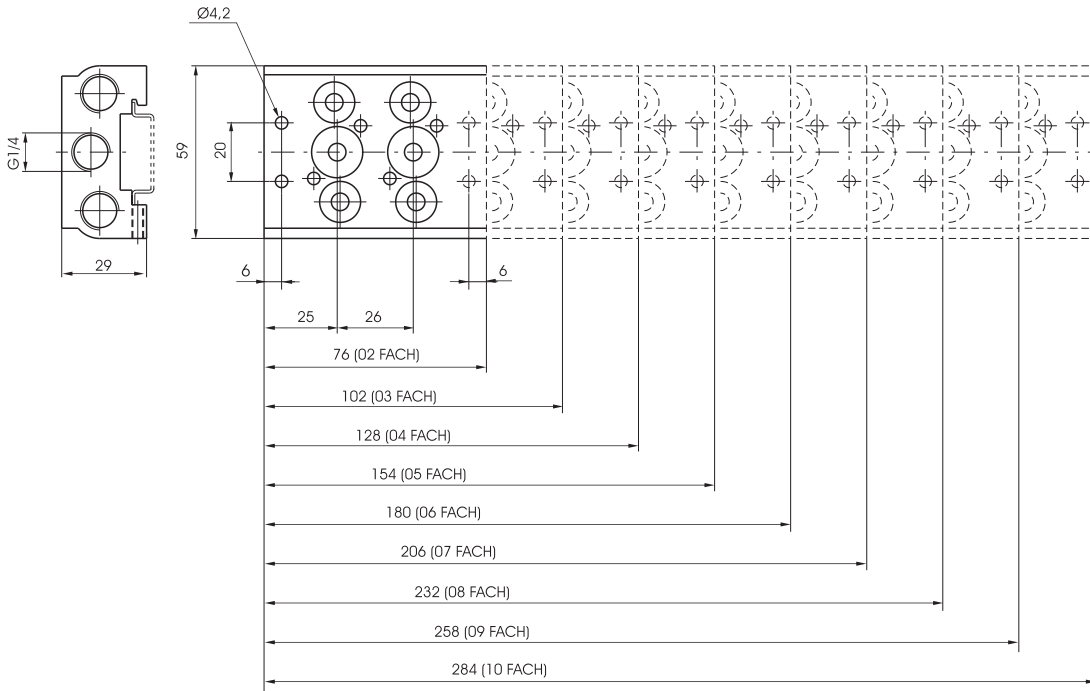 Ø4,2
G1/4
59
20
29
6
6
25
26
76 (02 FACH)
102 (03 FACH)
128 (04 FACH)
154 (05 FACH)
180 (06 FACH)
206 (07 FACH)
232 (08 FACH)
258 (09 FACH)
284 (10 FACH)